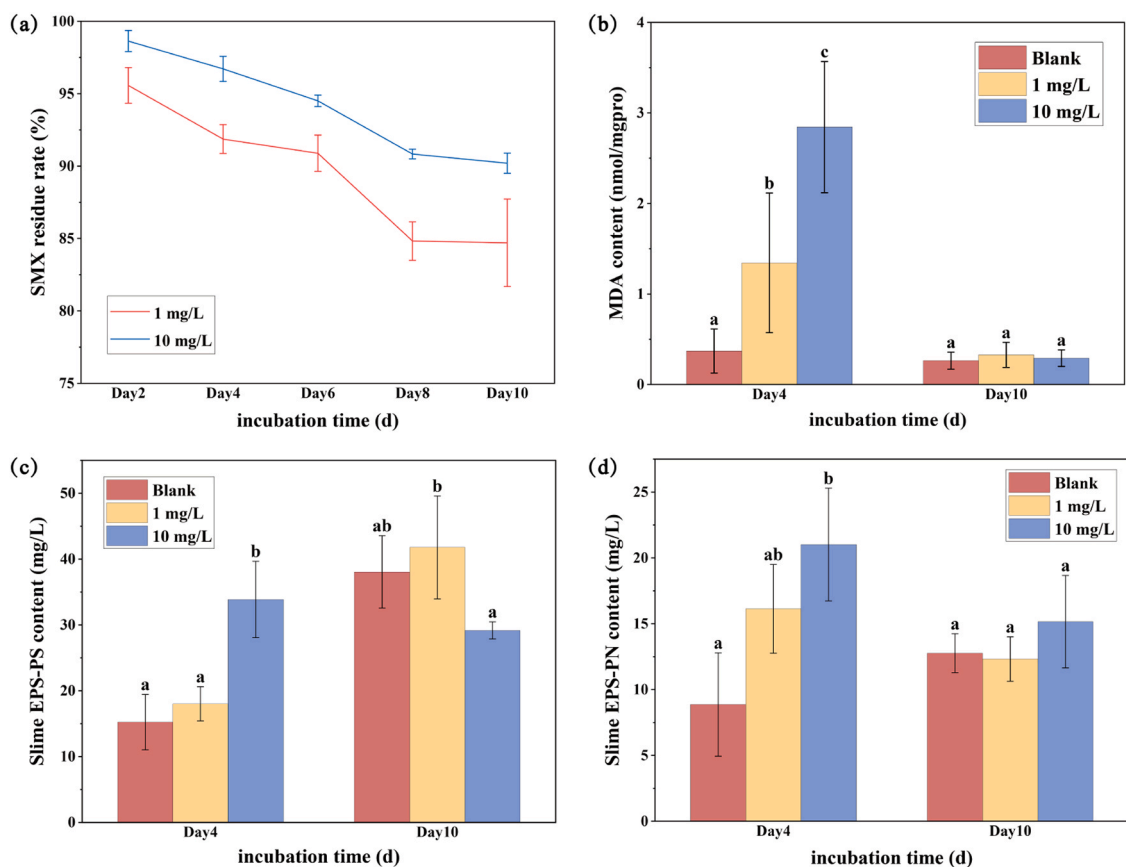 (a)
100
95
90
85
80
75
SMX residue rate (%)
1 mg/L
10 mg/L
Day2 Day4 Day6 Day8 Day10
incubation time (d)
(b)
4
3
2
1
0
MDA content (nmol/mgpro)
Blank
1 mg/L
10 mg/L
a b c a a a
Day4 Day10
incubation time (d)
(c)
50
40
30
20
10
0
Slime EPS-PS content (mg/L)
Blank
1 mg/L
10 mg/L
a a b ab b a
Day4 Day10
incubation time (d)
(d)
25
20
15
10
5
0
Slime EPS-PN content (mg/L)
Blank
1 mg/L
10 mg/L
a ab b a a a
Day4 Day10
incubation time (d)